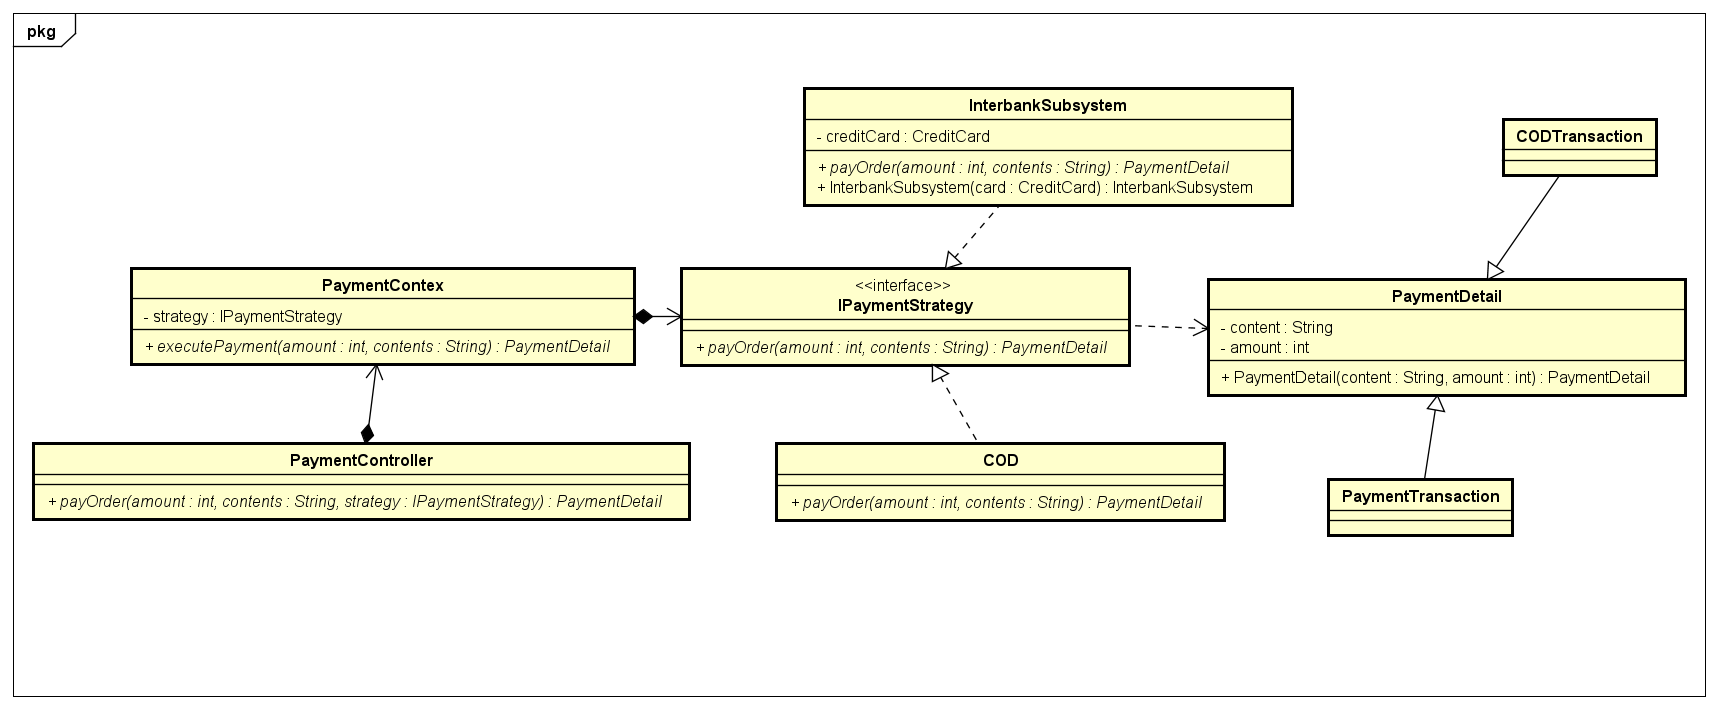 pkg
InterbankSubsystem
- creditCard : CreditCard
+ payOrder(amount : int, contents : String) : PaymentDetail
+ InterbankSubsystem(card : CreditCard) : InterbankSubsystem
CODTransaction
PaymentContex
- strategy : IPaymentStrategy
+ executePayment(amount : int, contents : String) : PaymentDetail
<<interface>>
IPaymentStrategy
+ payOrder(amount : int, contents : String) : PaymentDetail
PaymentDetail
- content : String
- amount : int
+ PaymentDetail(content : String, amount : int) : PaymentDetail
PaymentController
+ payOrder(amount : int, contents : String, strategy : IPaymentStrategy) : PaymentDetail
COD
+ payOrder(amount : int, contents : String) : PaymentDetail
PaymentTransaction